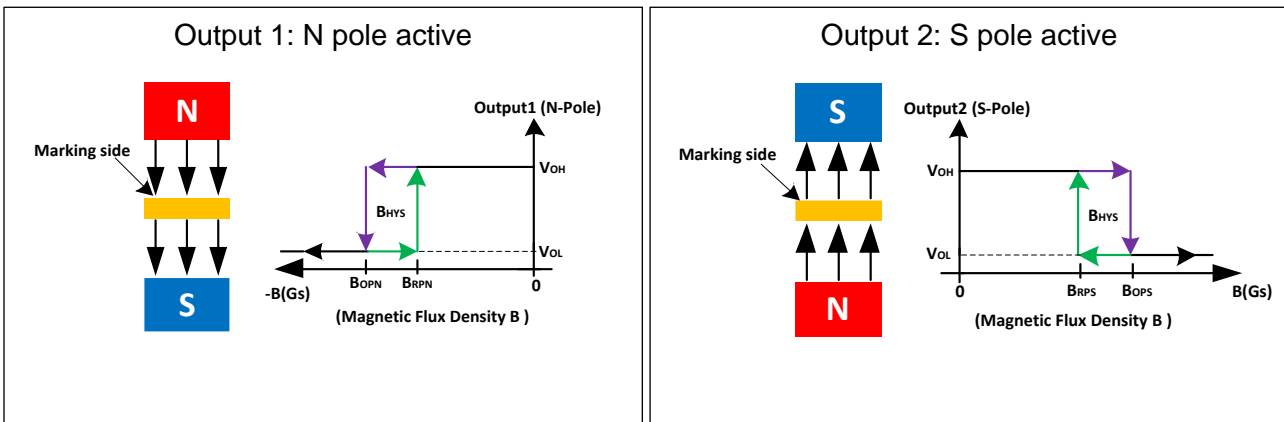 Output 1: N pole active
N
Marking side
S
Output1 (N-Pole)
VOH
BHYS
VOL
-B(Gs)
BOPN
BRPN
0
(Magnetic Flux Density B )
Output 2: S pole active
S
Marking side
N
Output2 (S-Pole)
VOH
BHYS
VOL
0
BRPS
BOPS
B(Gs)
(Magnetic Flux Density B )